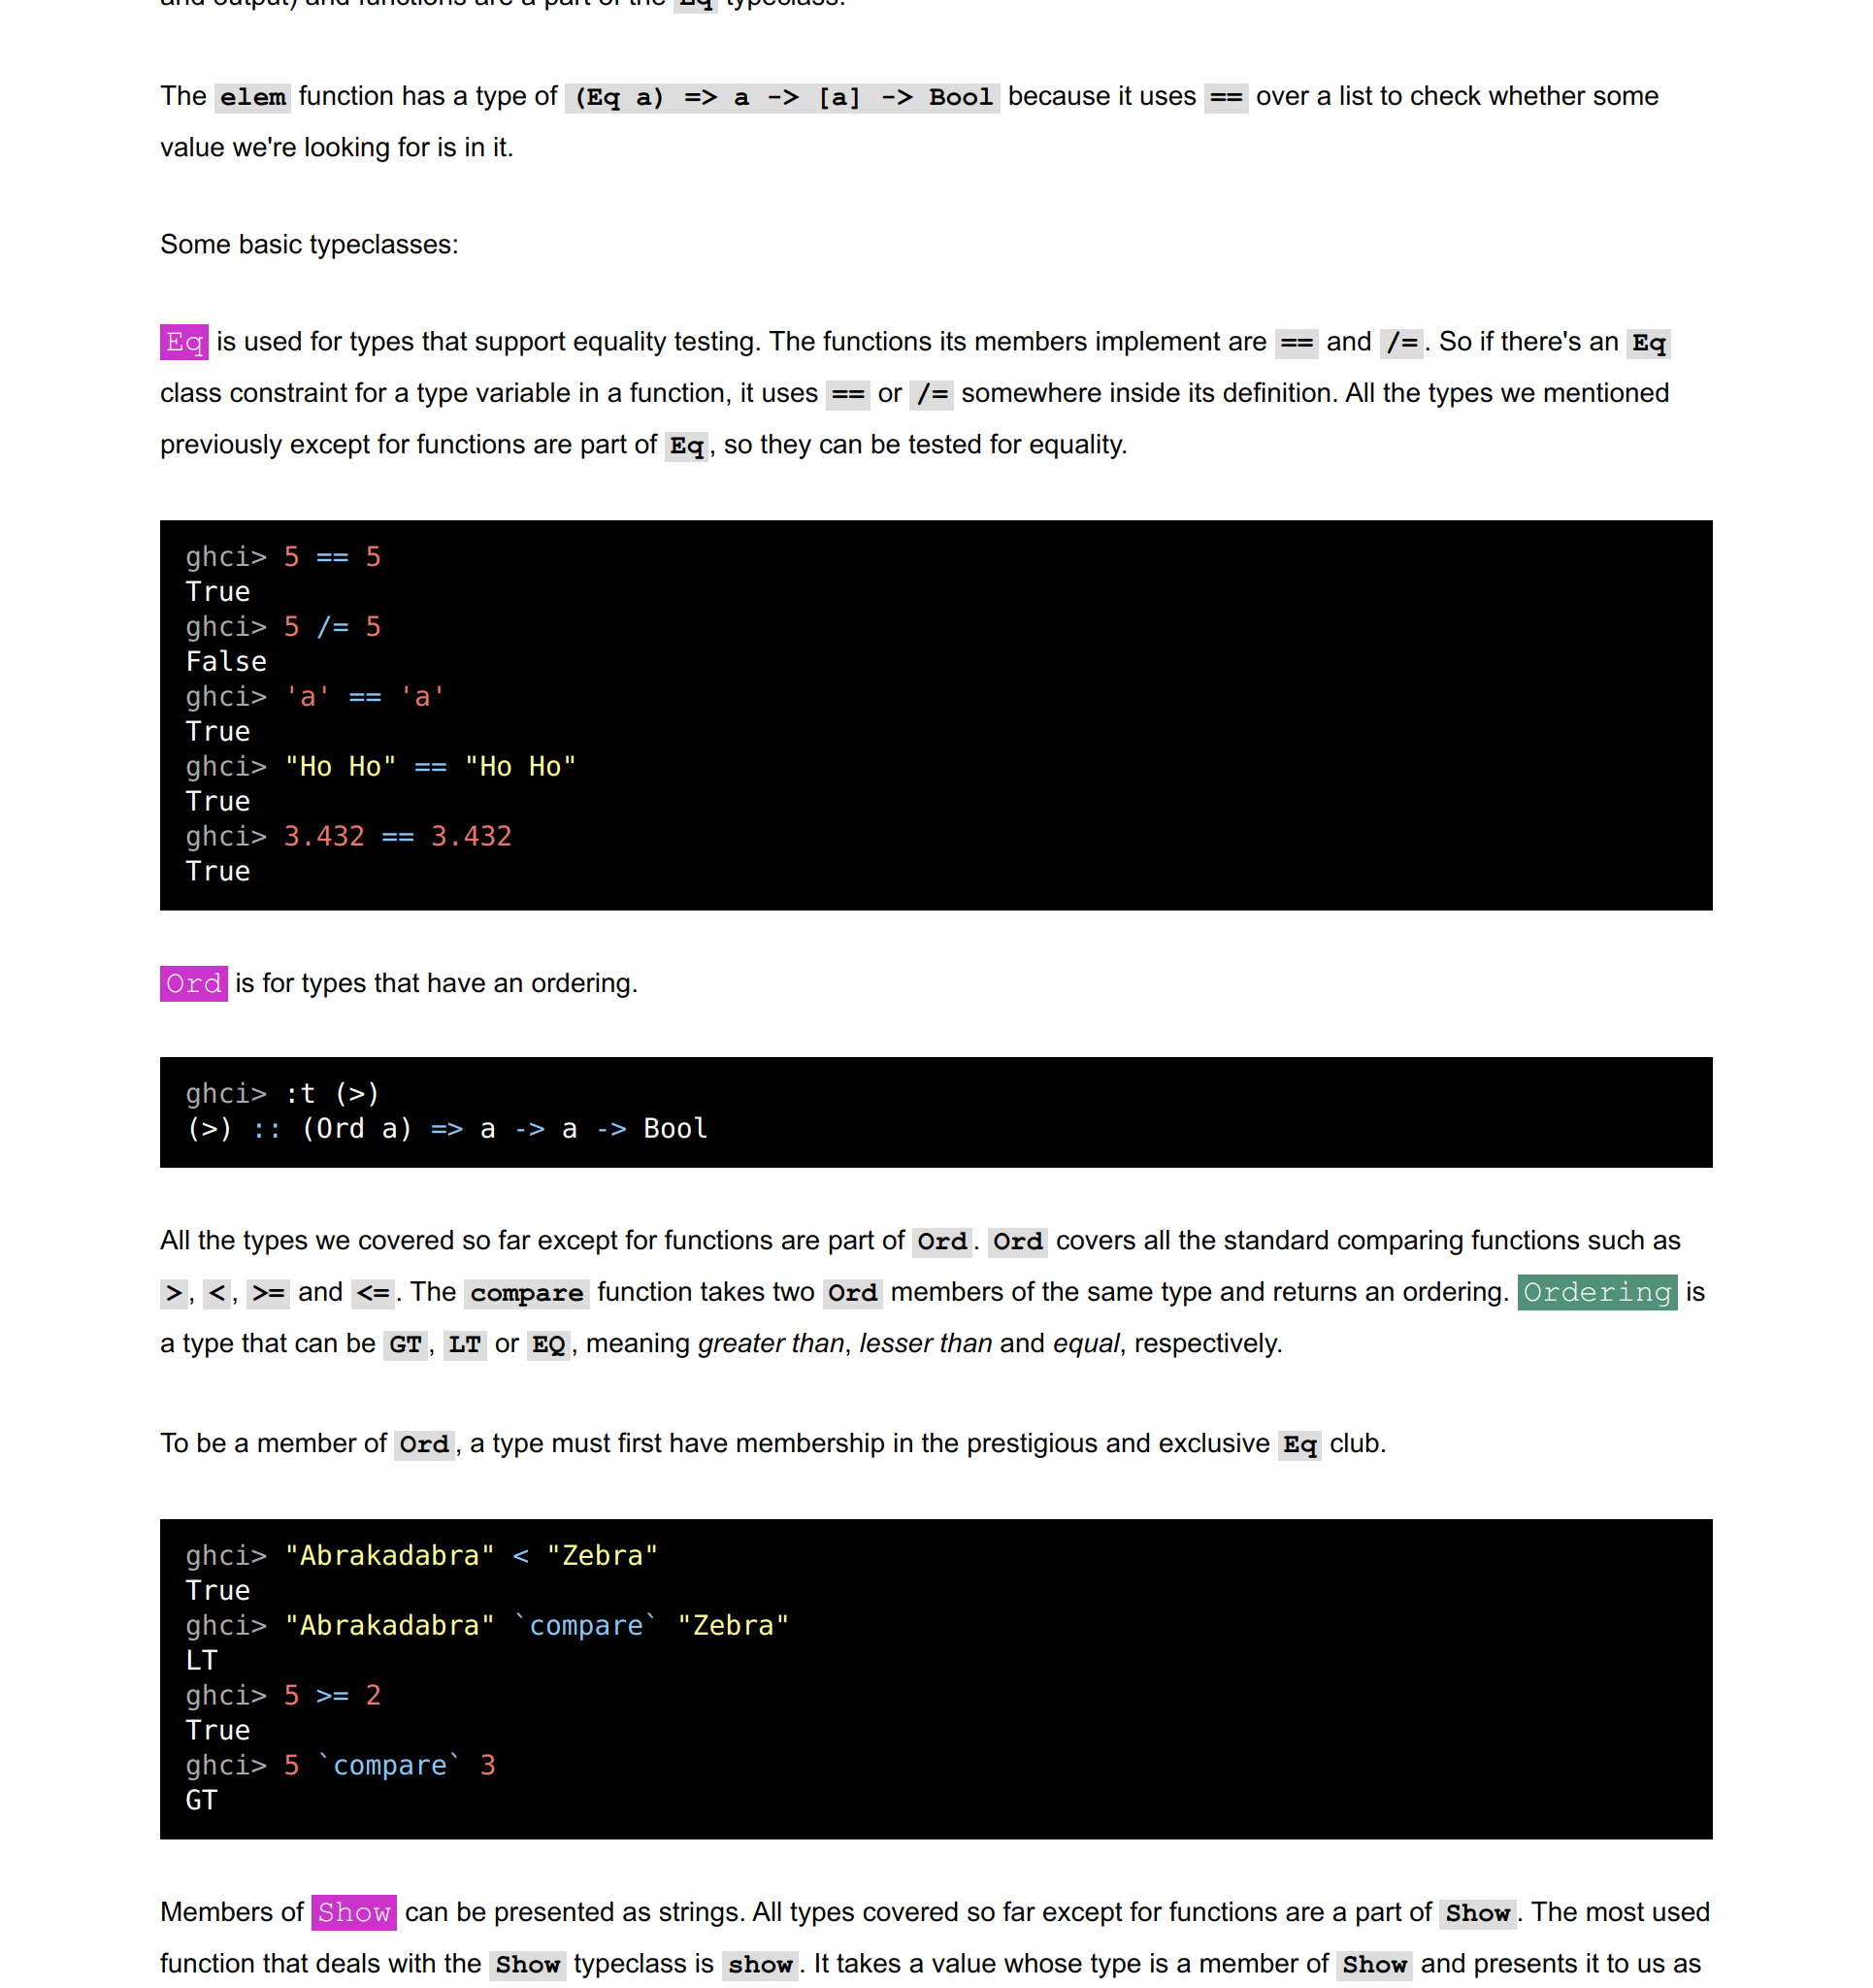 and output) and functions are a part of the Eq typeclass.
The elem function has a type of (Eq a) => a -> [a] -> Bool because it uses == over a list to check whether some
value we're looking for is in it.
Some basic typeclasses:
Eq is used for types that support equality testing. The functions its members implement are == and /=. So if there's an Eq
class constraint for a type variable in a function, it uses == or /= somewhere inside its definition. All the types we mentioned
previously except for functions are part of Eq, so they can be tested for equality.
ghci> 5 == 5
True
ghci> 5 /= 5
False
ghci> 'a' == 'a'
True
ghci> "Ho Ho" == "Ho Ho"
True
ghci> 3.432 == 3.432
True
Ord is for types that have an ordering.
ghci> :t (>)
(>) :: (Ord a) => a -> a -> Bool
All the types we covered so far except for functions are part of Ord. Ord covers all the standard comparing functions such as
>, <, >= and <=. The compare function takes two Ord members of the same type and returns an ordering. Ordering is
a type that can be GT, LT or EQ, meaning greater than, lesser than and equal, respectively.
To be a member of Ord, a type must first have membership in the prestigious and exclusive Eq club.
ghci> "Abrakadabra" < "Zebra"
True
ghci> "Abrakadabra" `compare` "Zebra"
LT
ghci> 5 >= 2
True
ghci> 5 `compare` 3
GT
Members of Show can be presented as strings. All types covered so far except for functions are a part of Show. The most used
function that deals with the Show typeclass is show. It takes a value whose type is a member of Show and presents it to us as